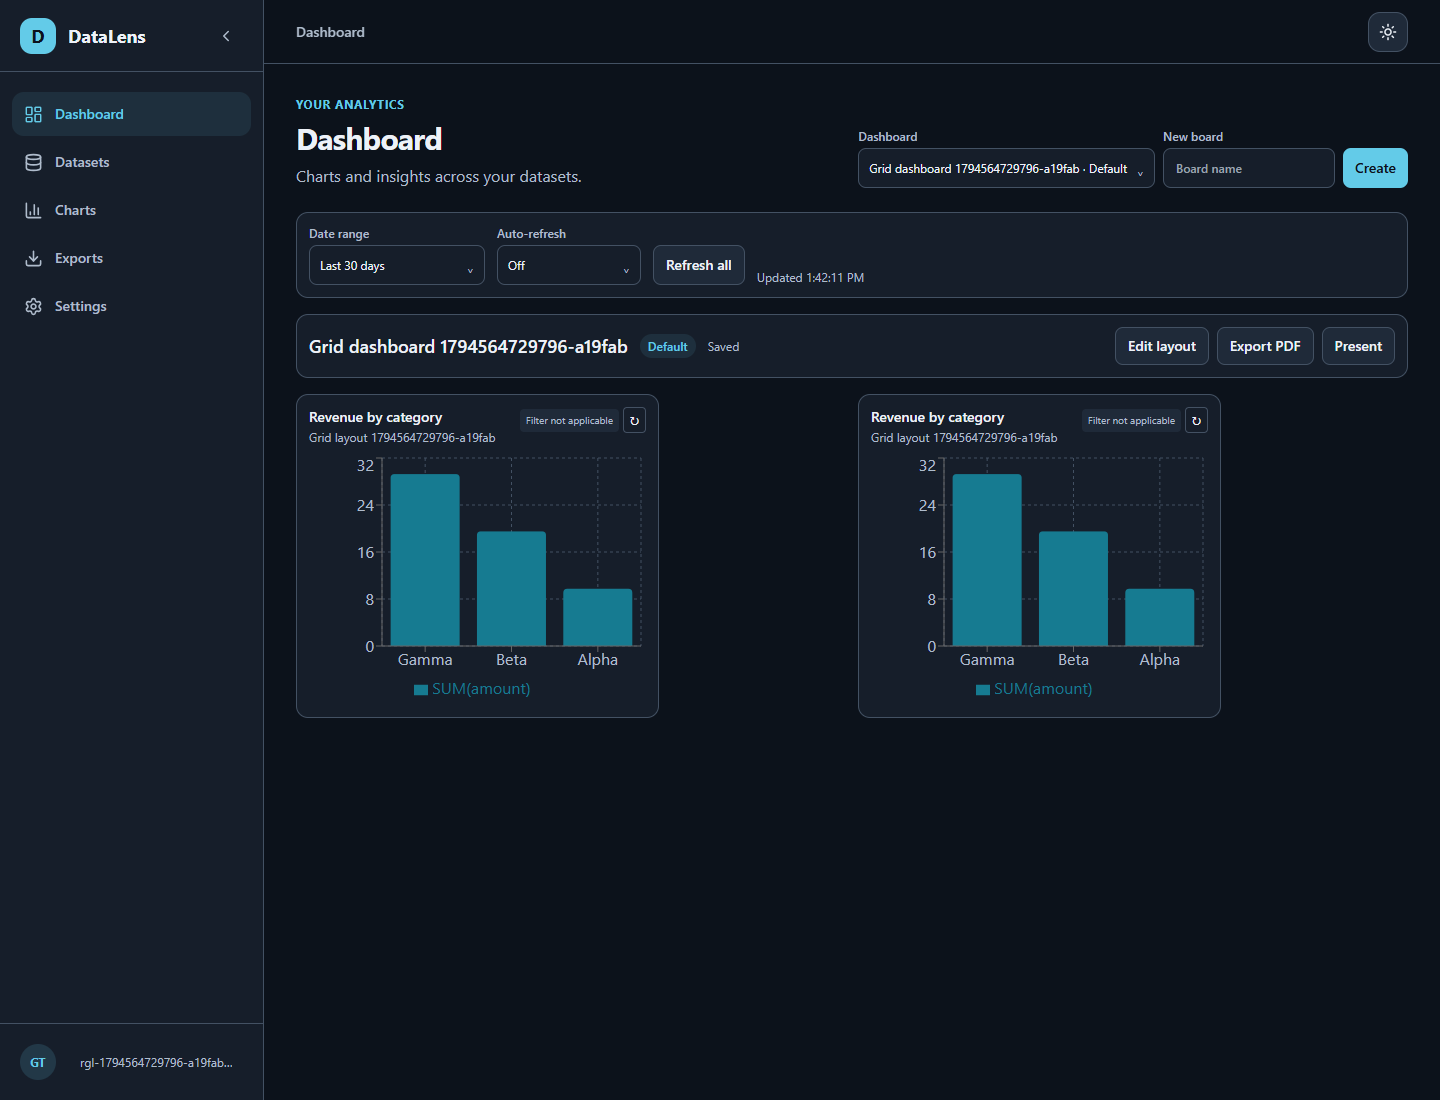 D DataLens
Dashboard
Datasets
Charts
Exports
Settings
GT rgl-1794564729796-a19fab...
Dashboard
YOUR ANALYTICS
Dashboard
Charts and insights across your datasets.
Dashboard
Grid dashboard 1794564729796-a19fab · Default
New board
Board name
Create
Date range
Last 30 days
Auto-refresh
Off
Refresh all
Updated 1:42:11 PM
Grid dashboard 1794564729796-a19fab Default Saved
Edit layout Export PDF Present
Revenue by category
Filter not applicable
Grid layout 1794564729796-a19fab
32
24
16
8
0
Gamma Beta Alpha
SUM(amount)
Revenue by category
Filter not applicable
Grid layout 1794564729796-a19fab
32
24
16
8
0
Gamma Beta Alpha
SUM(amount)